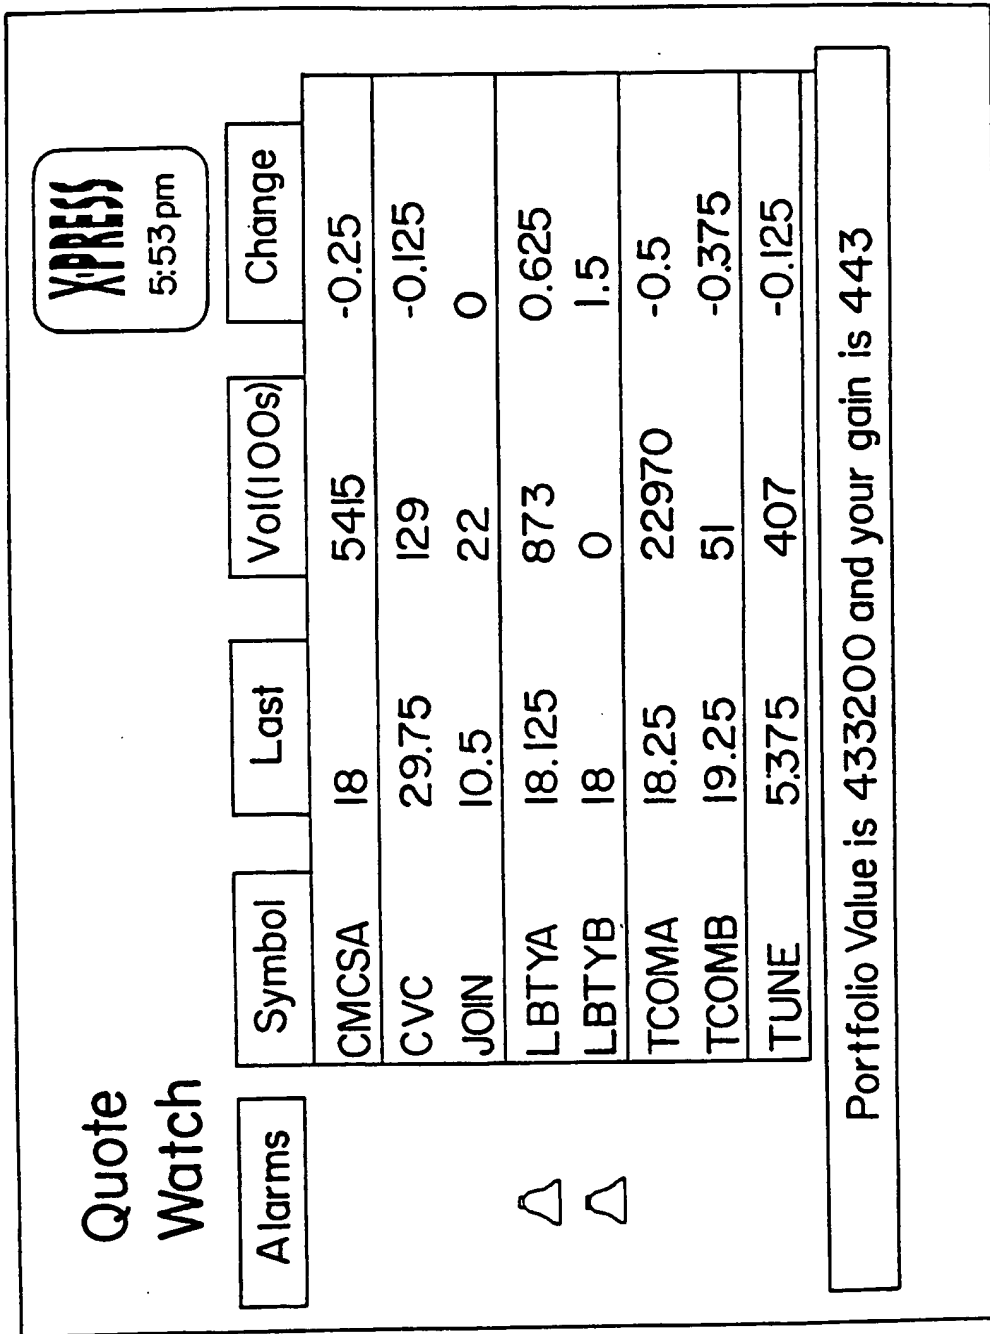 Quote
Watch
X·PRESS
5:53pm
Alarms Symbol Last Vol(100s) Change
CMCSA 18 5415 -0.25
CVC 29.75 129 -0.125
JOIN 10.5 22 0
LBTYA 18.125 873 0.625
LBTYB 18 0 1.5
TCOMA 18.25 22970 -0.5
TCOMB 19.25 51 -0.375
TUNE 5.375 407 -0.125
Portfolio Value is 433200 and your gain is 443